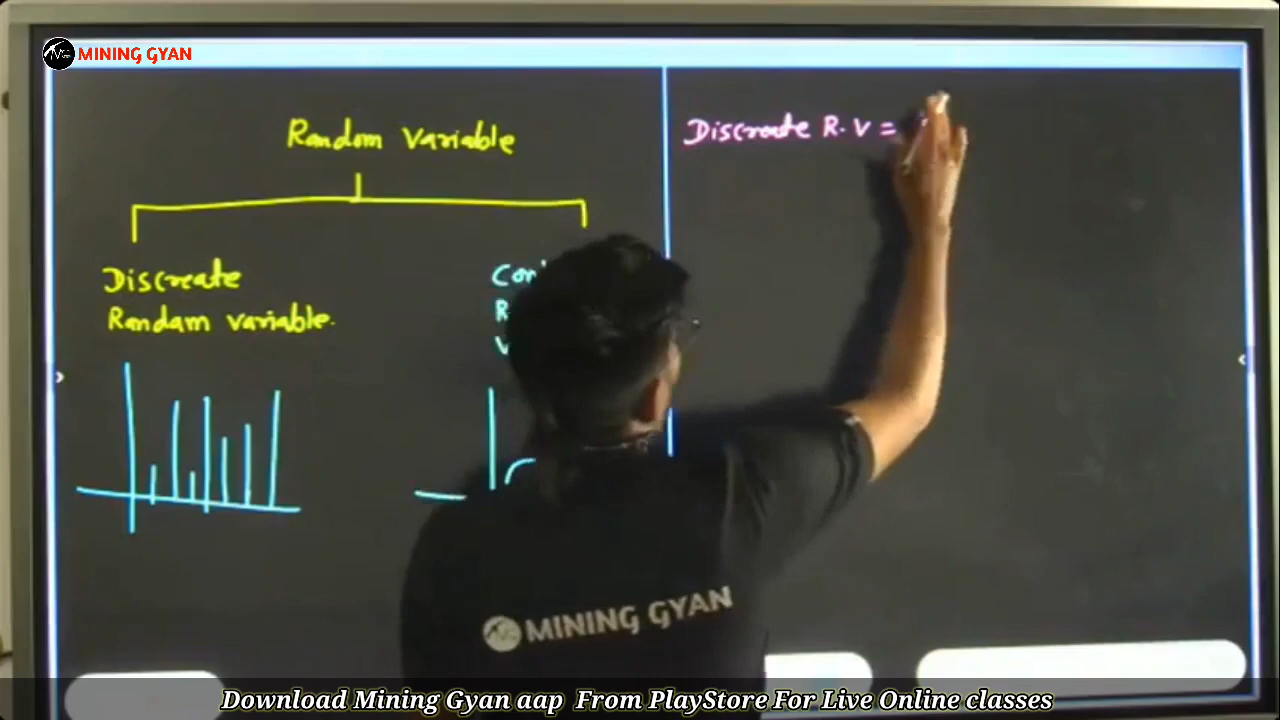 MINING GYAN
Random Variable
Discreate
Randam variable.
Discreate R.V =
MINING GYAN
Download Mining Gyan aap From PlayStore For Live Online classes